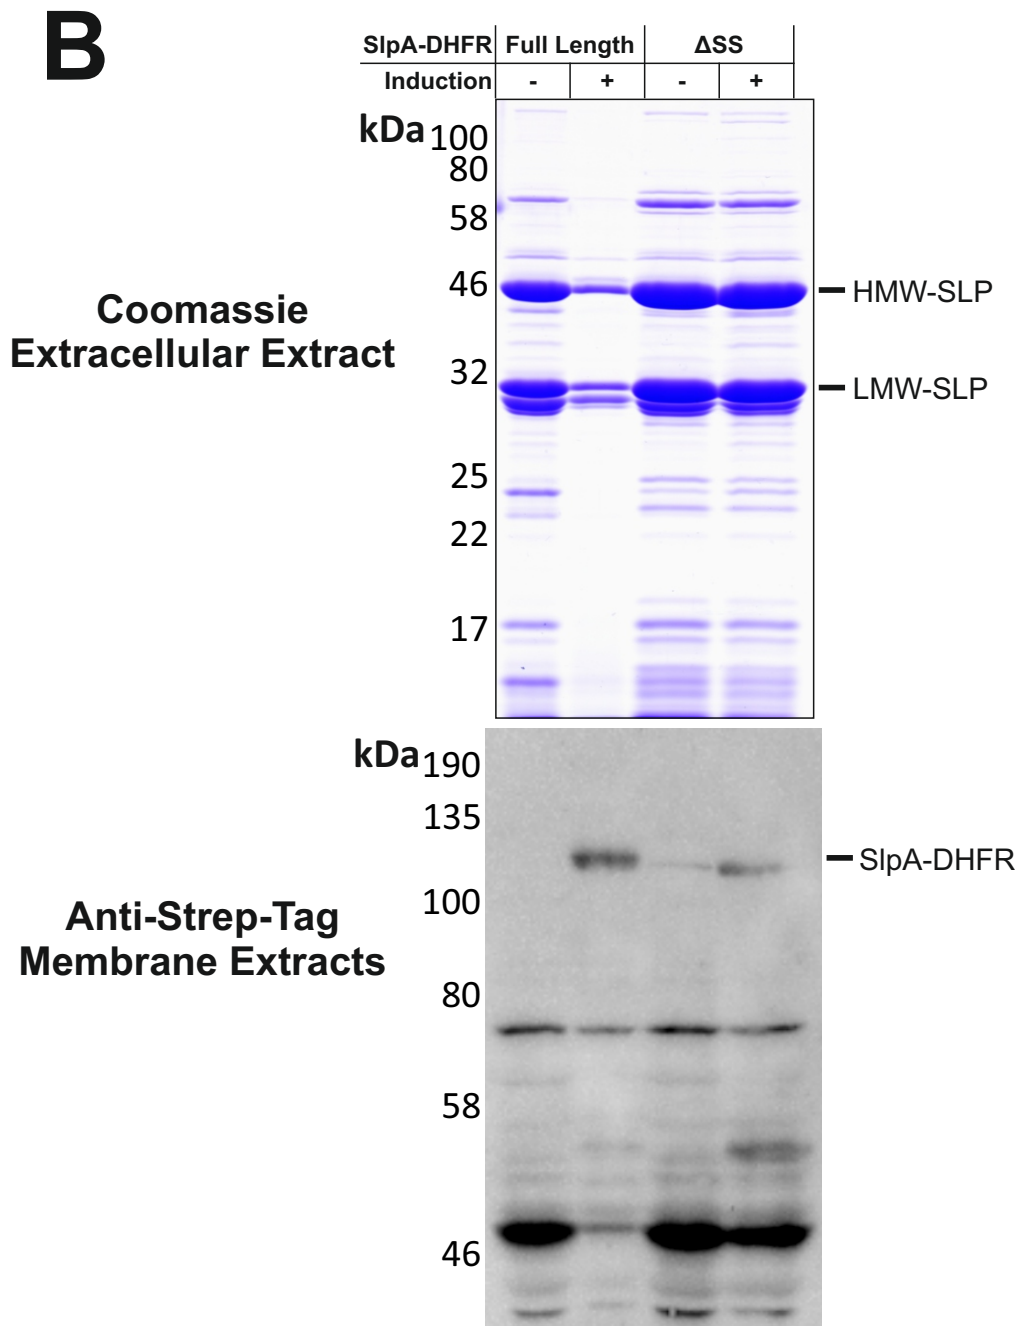 B
SlpA-DHFR Full Length ΔSS
Induction - + - +
kDa
100
80
58
46
32
25
22
17
Coomassie
Extracellular Extract
HMW-SLP
LMW-SLP
kDa
190
135
100
80
58
46
Anti-Strep-Tag
Membrane Extracts
SlpA-DHFR